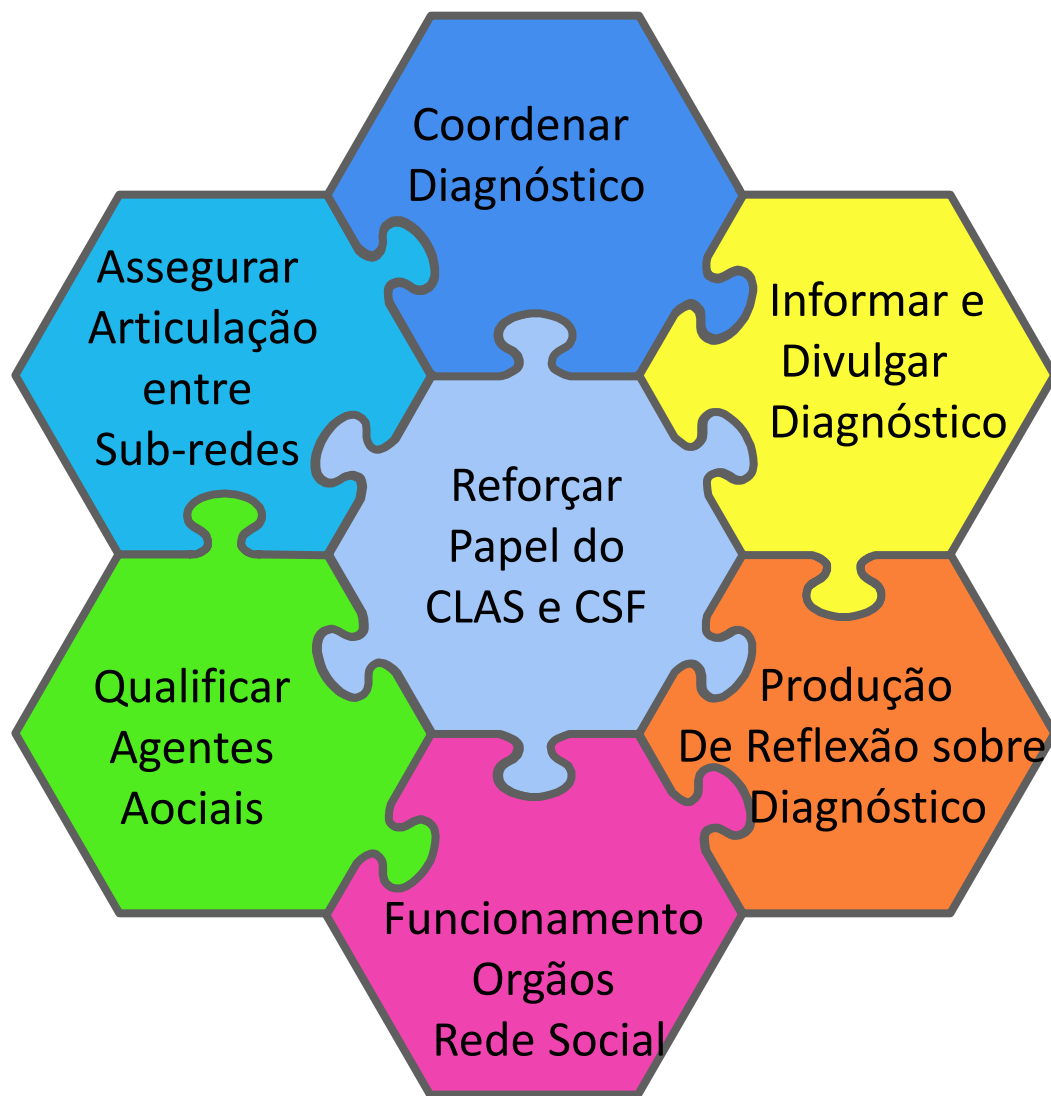 Coordenar
Diagnóstico
Assegurar
Articulação
entre
Sub-redes
Informar e
Divulgar
Diagnóstico
Reforçar
Papel do
CLAS e CSF
Qualificar
Agentes
Aociais
Produção
De Reflexão sobre
Diagnóstico
Funcionamento
Orgãos
Rede Social